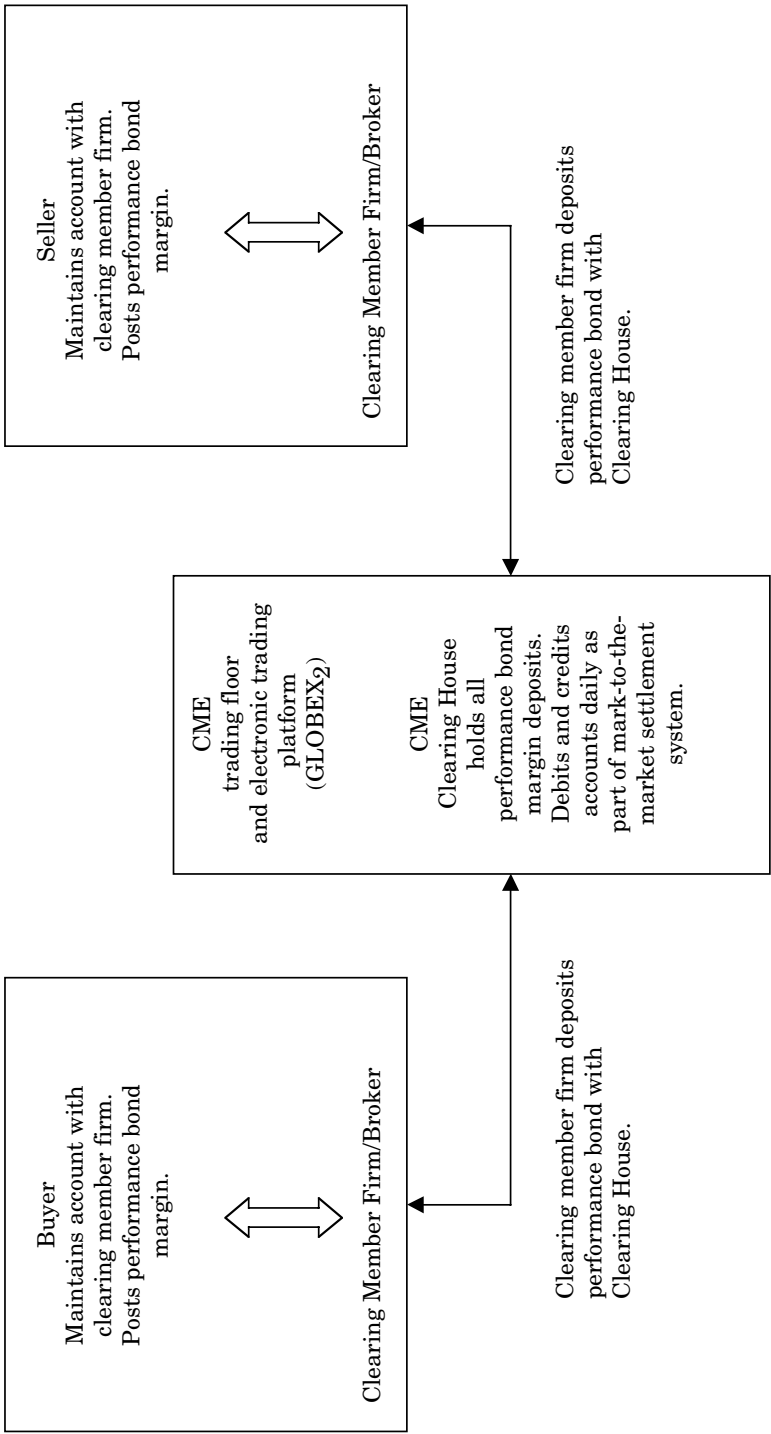 Buyer
Maintains account with
clearing member firm.
Posts performance bond
margin.
Clearing Member Firm/Broker
Clearing member firm deposits
performance bond with
Clearing House.
CME
trading floor
and electronic trading
platform
(GLOBEX2)
CME
Clearing House
holds all
performance bond
margin deposits.
Debits and credits
accounts daily as
part of mark-to-the-
market settlement
system.
Seller
Maintains account with
clearing member firm.
Posts performance bond
margin.
Clearing Member Firm/Broker
Clearing member firm deposits
performance bond with
Clearing House.